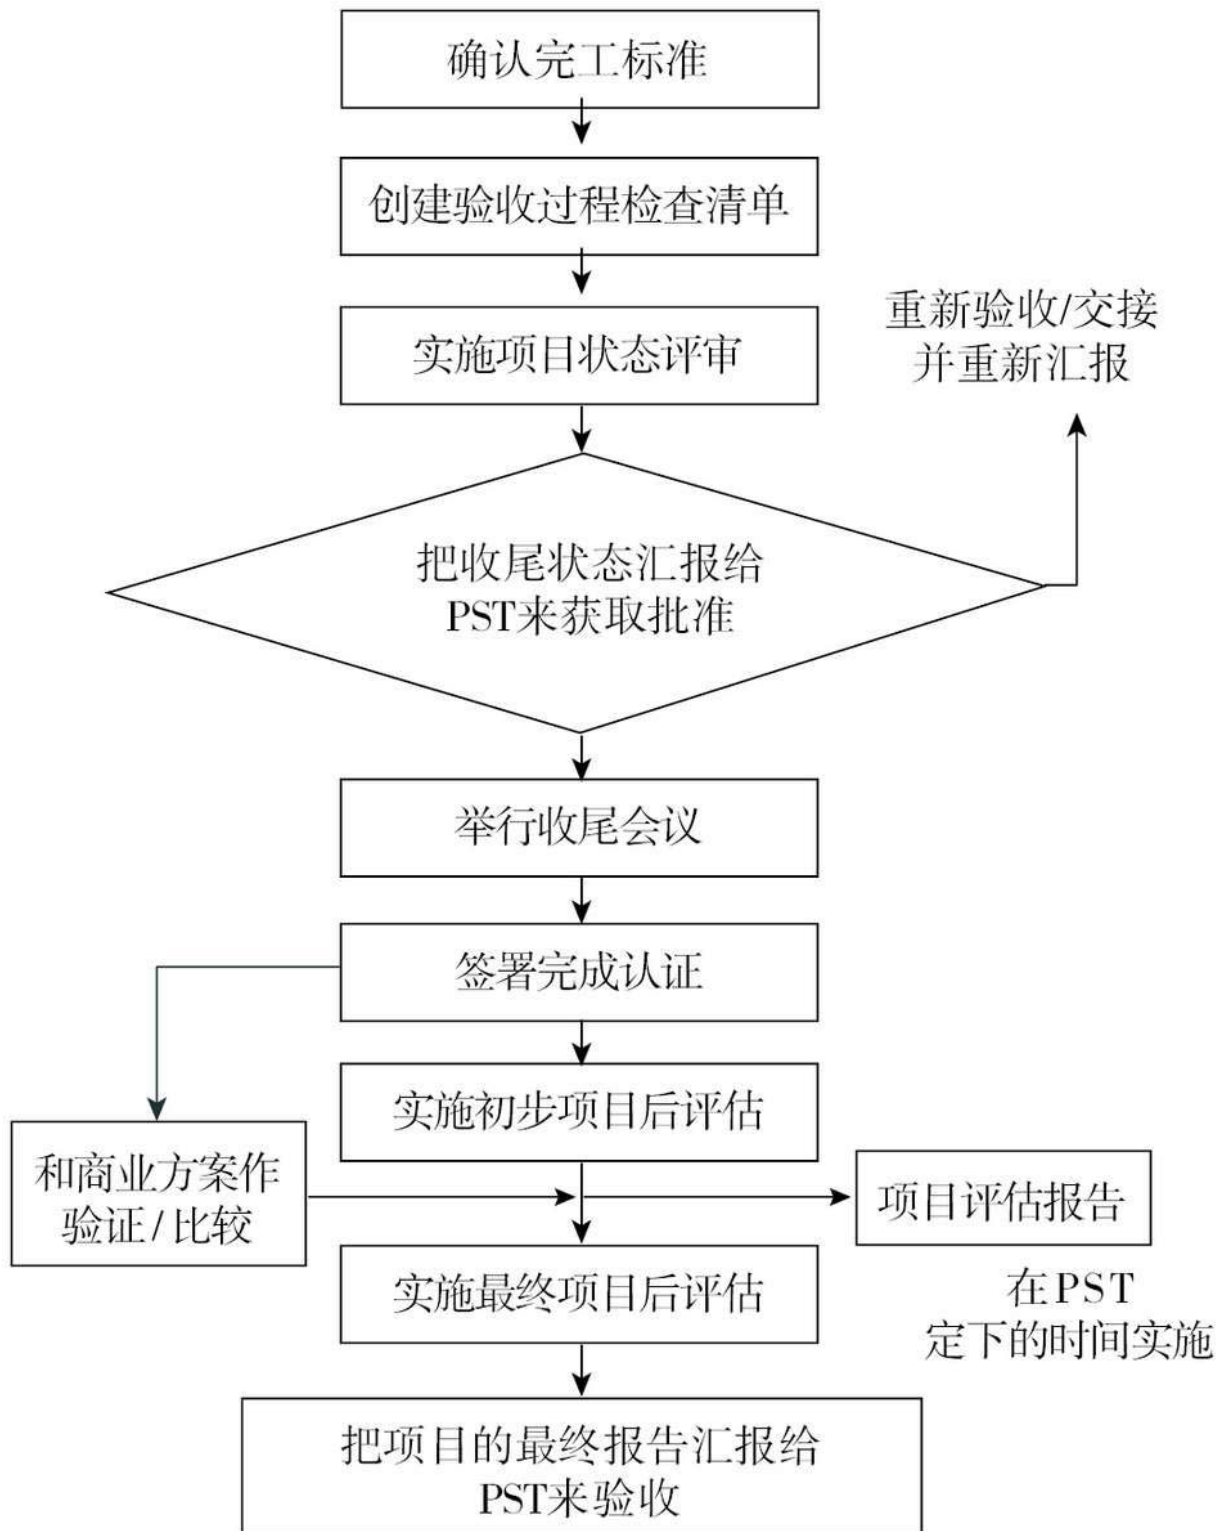 确认完工标准
创建验收过程检查清单
实施项目状态评审
重新验收/交接
并重新汇报
把收尾状态汇报给
PST来获取批准
举行收尾会议
签署完成认证
实施初步项目后评估
和商业方案作
验证/比较
项目评估报告
实施最终项目后评估
在PST
定下的时间实施
把项目的最终报告汇报给
PST来验收